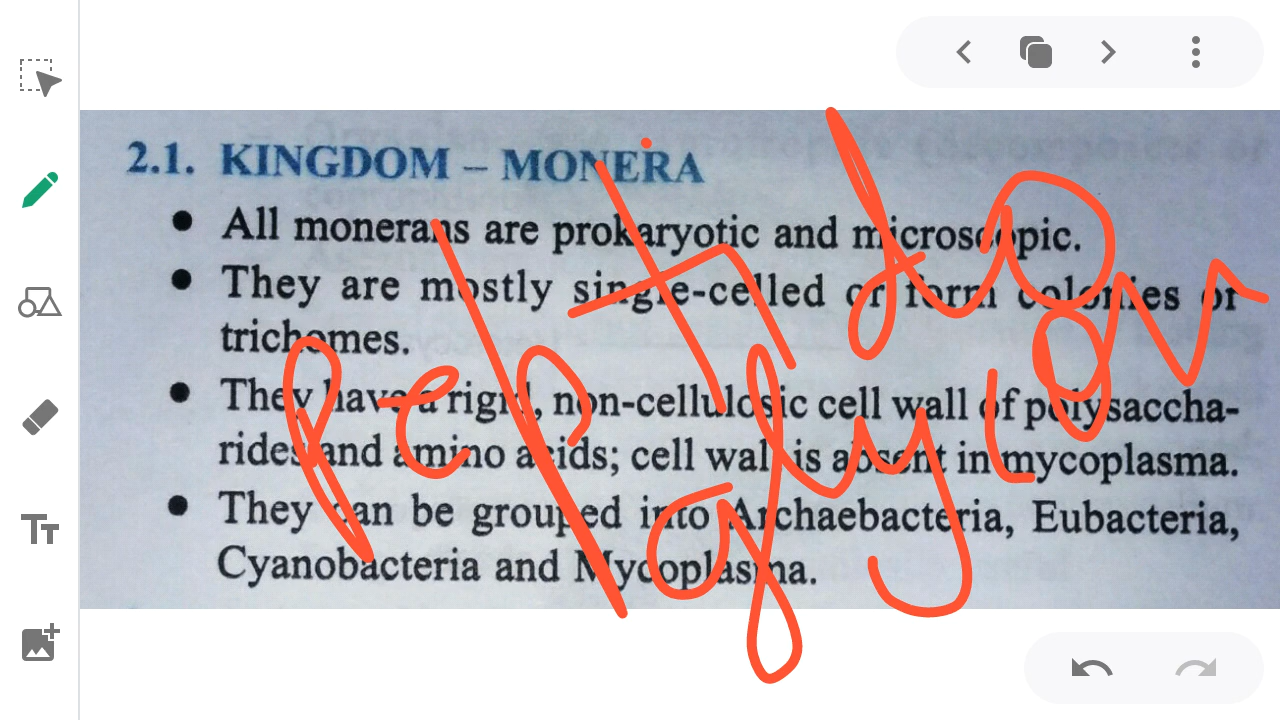 2.1. KINGDOM – MONERA
• All monerans are prokaryotic and microscopic.
• They are mostly single-celled or form colonies or
trichomes.
• They have a rigid, non-cellulosic cell wall of polysaccha-
rides and amino acids; cell wall is absent in mycoplasma.
• They can be grouped into Archaebacteria, Eubacteria,
Cyanobacteria and Mycoplasma.
Peptidoglycan
TT